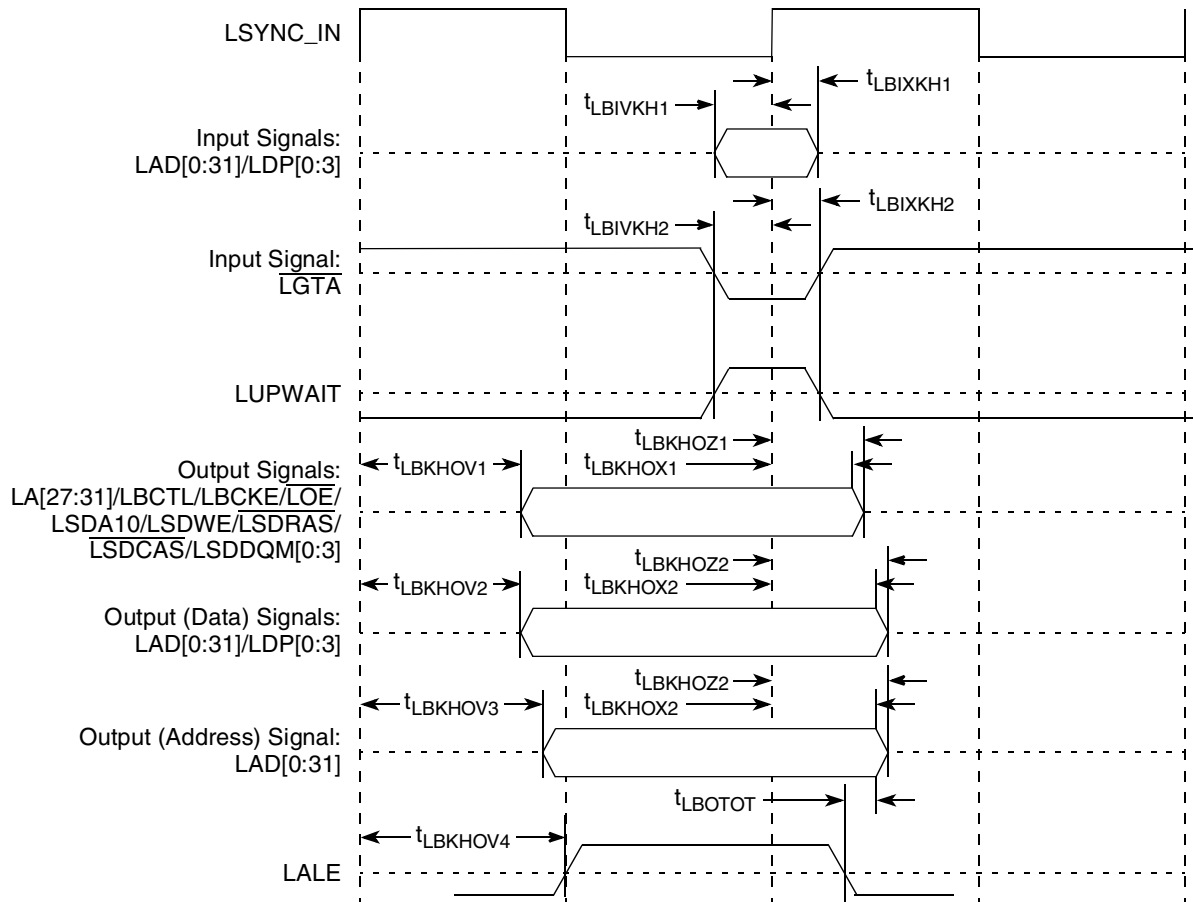 LSYNC_IN
tLBIXKH1
tLBIVKH1
Input Signals:
LAD[0:31]/LDP[0:3]
tLBIXKH2
tLBIVKH2
Input Signal:
LGTA
LUPWAIT
tLBKHOZ1
tLBKHOV1
tLBKHOX1
Output Signals:
LA[27:31]/LBCTL/LBCKE/LOE/
LSDA10/LSDWE/LSDRAS/
LSDCAS/LSDDQM[0:3]
tLBKHOZ2
tLBKHOV2
tLBKHOX2
Output (Data) Signals:
LAD[0:31]/LDP[0:3]
tLBKHOZ2
tLBKHOV3
tLBKHOX2
Output (Address) Signal:
LAD[0:31]
tLBOTOT
tLBKHOV4
LALE